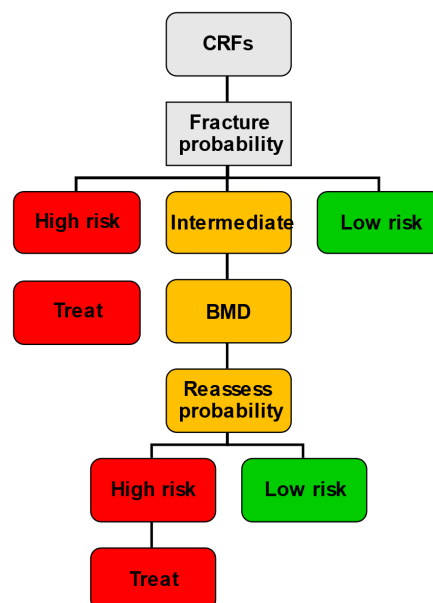 CRFs
Fracture
probability
High risk
Intermediate
Low risk
Treat
BMD
Reassess
probability
High risk
Low risk
Treat